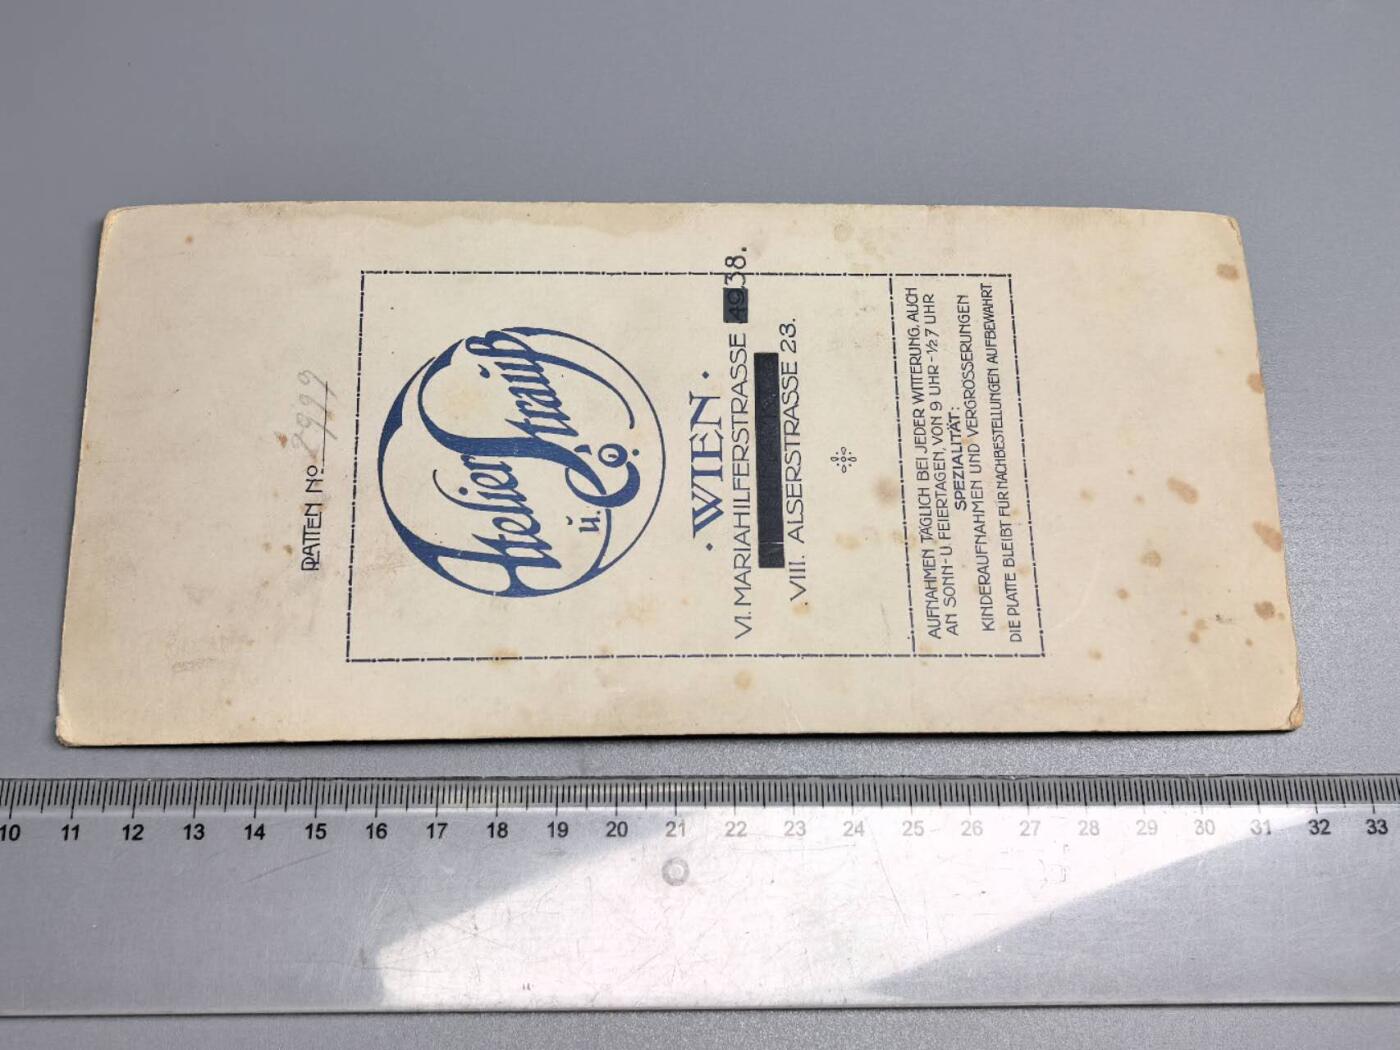 PLATTEN NO 2999
Atelier Strauß
u. Co.
· WIEN ·
VI. MARIAHILFERSTRASSE 49 38.
VIII. ALSERSTRASSE 23.
AUFNAHMEN TÄGLICH BEI JEDER WITTERUNG, AUCH
AN SONN- U. FEIERTAGEN, VON 9 UHR - ½ 7 UHR
SPEZIALITÄT:
KINDERAUFNAHMEN UND VERGRÖSSERUNGEN
DIE PLATTE BLEIBT FÜR NACHBESTELLUNGEN AUFBEWAHRT
10 11 12 13 14 15 16 17 18 19 20 21 22 23 24 25 26 27 28 29 30 31 32 33